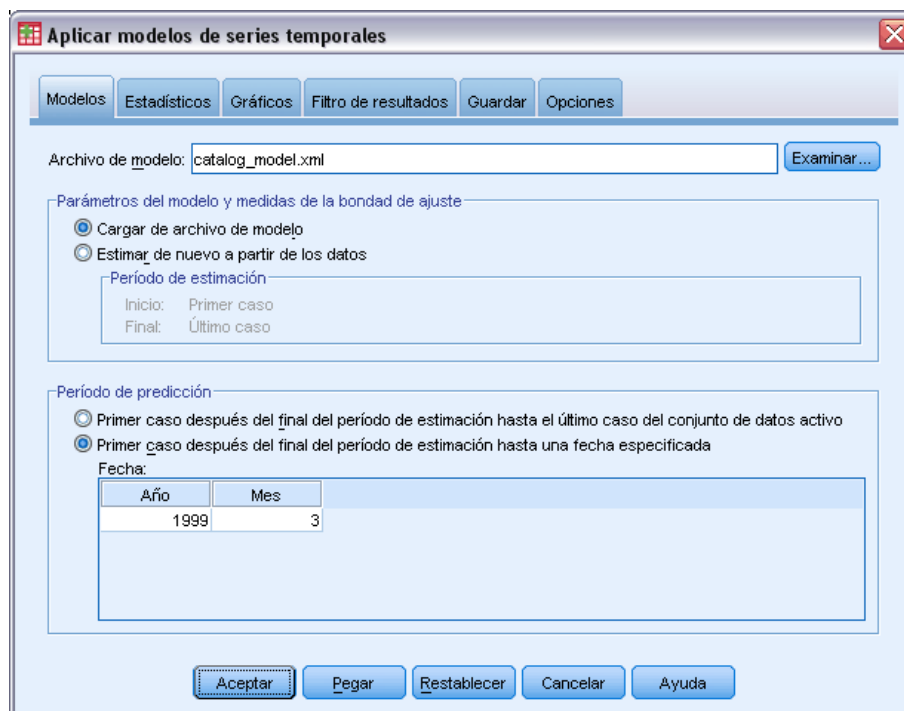 Aplicar modelos de series temporales
Modelos Estadísticos Gráficos Filtro de resultados Guardar Opciones
Archivo de modelo: catalog_model.xml Examinar...
Parámetros del modelo y medidas de la bondad de ajuste
Cargar de archivo de modelo
Estimar de nuevo a partir de los datos
Período de estimación
Inicio: Primer caso
Final: Último caso
Período de predicción
Primer caso después del final del período de estimación hasta el último caso del conjunto de datos activo
Primer caso después del final del período de estimación hasta una fecha especificada
Fecha:
Año Mes
1999 3
Aceptar Pegar Restablecer Cancelar Ayuda